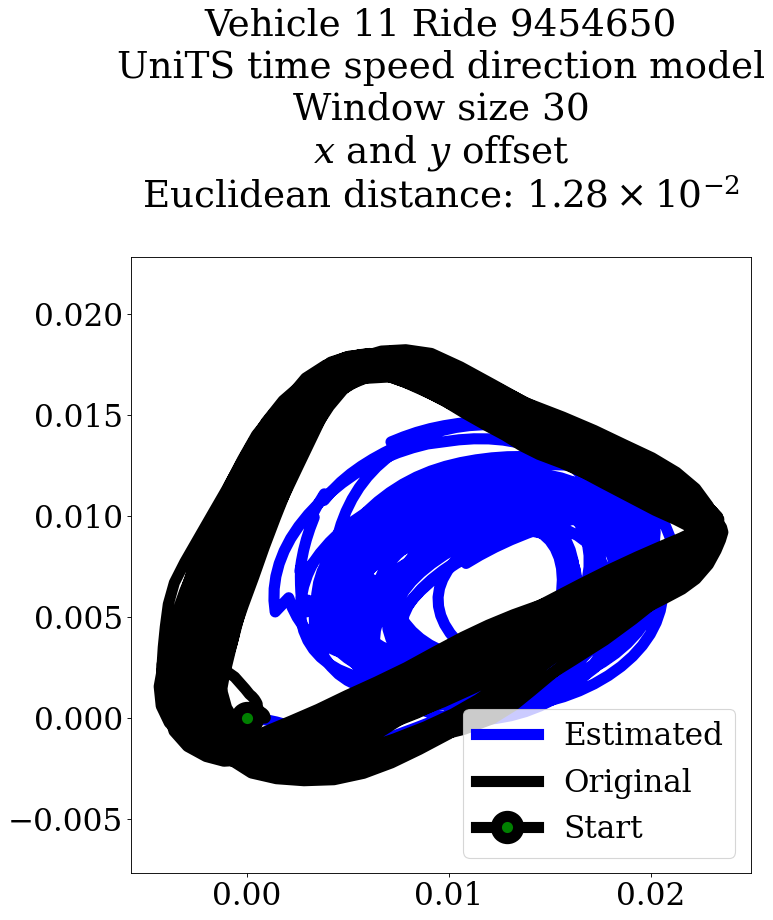 Vehicle 11 Ride 9454650
UniTS time speed direction model
Window size 30
x and y offset
Euclidean distance: 1.28 × 10⁻²
0.020
0.015
0.010
0.005
0.000
−0.005
0.00 0.01 0.02
Estimated
Original
Start